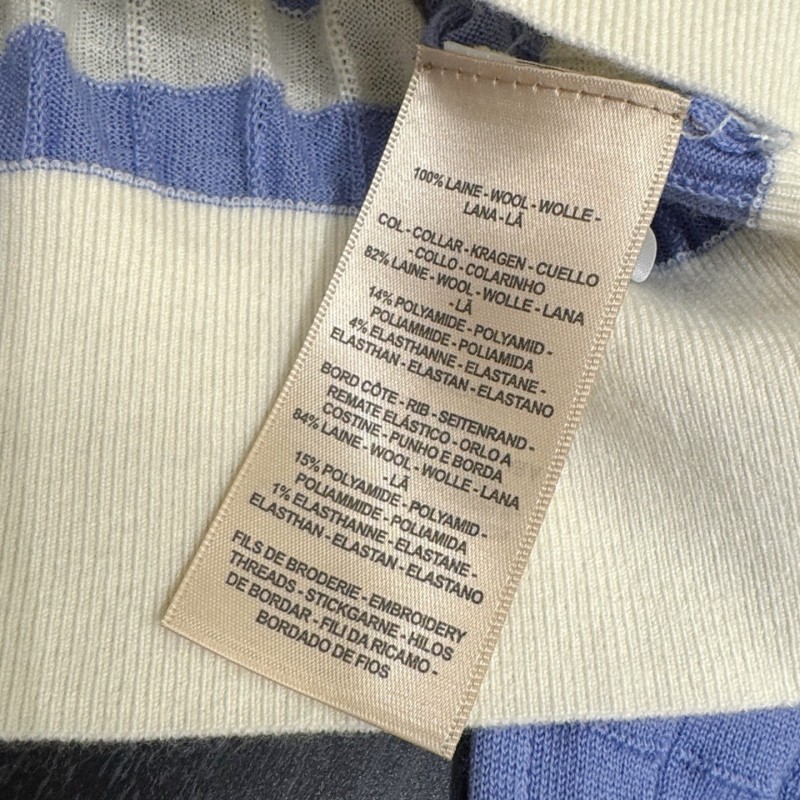 100% LAINE - WOOL - WOLLE -
LANA - LÃ
COL - COLLAR - KRAGEN - CUELLO
- COLLO - COLARINHO
82% LAINE - WOOL - WOLLE - LANA
- LÃ
14% POLYAMIDE - POLYAMID -
POLIAMMIDE - POLIAMIDA
4% ELASTHANNE - ELASTANE -
ELASTHAN - ELASTAN - ELASTANO
BORD CÔTE - RIB - SEITENRAND -
REMATE ELÁSTICO - ORLO A
COSTINE - PUNHO E BORDA
84% LAINE - WOOL - WOLLE - LANA
- LÃ
15% POLYAMIDE - POLYAMID -
POLIAMMIDE - POLIAMIDA
1% ELASTHANNE - ELASTANE -
ELASTHAN - ELASTAN - ELASTANO
FILS DE BRODERIE - EMBROIDERY
THREADS - STICKGARNE - HILOS
DE BORDAR - FILI DA RICAMO -
BORDADO DE FIOS